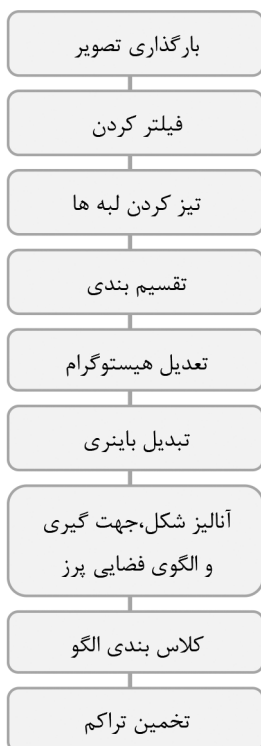 بارگذاری تصویر
فیلتر کردن
تیز کردن لبه ها
تقسیم بندی
تعدیل هیستوگرام
تبدیل باینری
آنالیز شکل،جهت گیری
و الگوی فضایی پرز
کلاس بندی الگو
تخمین تراکم